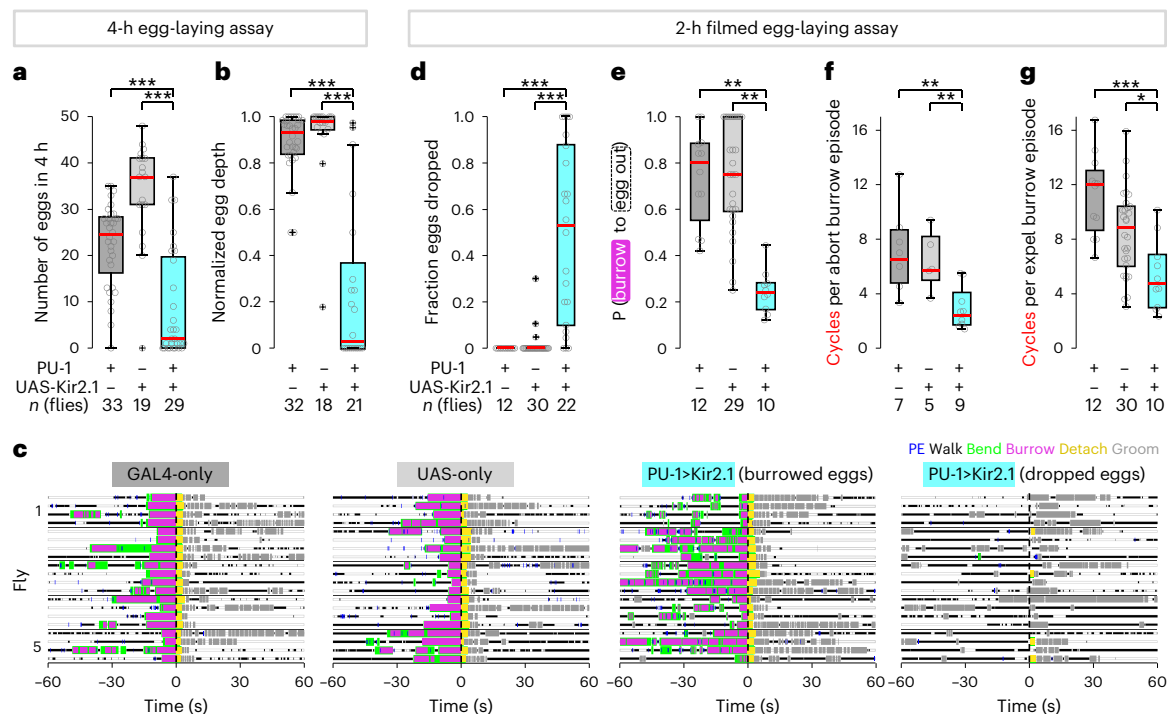 4-h egg-laying assay
2-h filmed egg-laying assay
a
Number of eggs in 4 h
50
40
30
20
10
0
*** ***
b
Normalized egg depth
1.0
0.8
0.6
0.4
0.2
0
*** ***
d
Fraction eggs dropped
1.0
0.8
0.6
0.4
0.2
0
*** ***
e
P (burrow to egg out)
1.0
0.8
0.6
0.4
0.2
0
** **
f
Cycles per abort burrow episode
16
12
8
4
0
** **
g
Cycles per expel burrow episode
16
12
8
4
0
*** *
PU-1 + − + + − + + − + + − + + − + + − +
UAS-Kir2.1 − + + − + + − + + − + + − + + − + +
n (flies) 33 19 29 32 18 21 12 30 22 12 29 10 7 5 9 12 30 10
c
PE Walk Bend Burrow Detach Groom
GAL4-only
UAS-only
PU-1>Kir2.1 (burrowed eggs)
PU-1>Kir2.1 (dropped eggs)
Fly
1
5
−60 −30 0 30 60
Time (s)
−60 −30 0 30 60
Time (s)
−60 −30 0 30 60
Time (s)
−60 −30 0 30 60
Time (s)